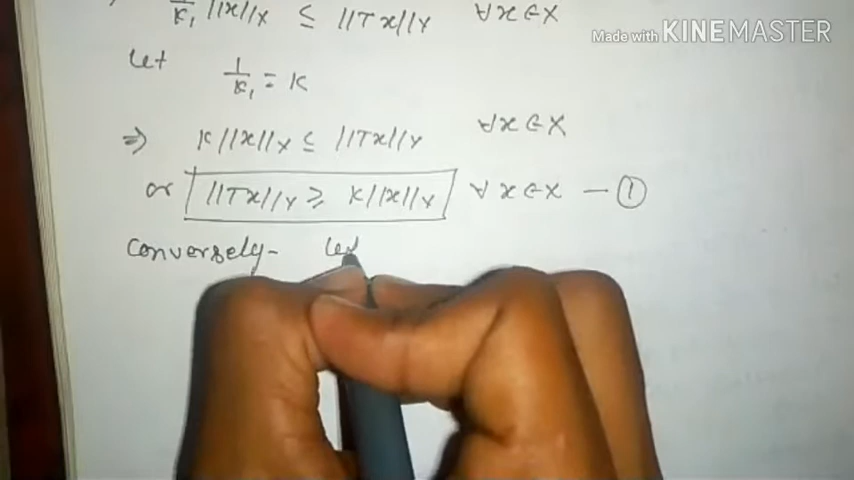 1/K₁ ||x||x ≤ ||Tx||Y ∀x∈X
Made with KINEMASTER
Let 1/K₁ = K
⇒ K||x||x ≤ ||Tx||Y ∀x∈X
or ||Tx||Y ≥ K||x||x ∀x∈X — ①
Conversely- Let